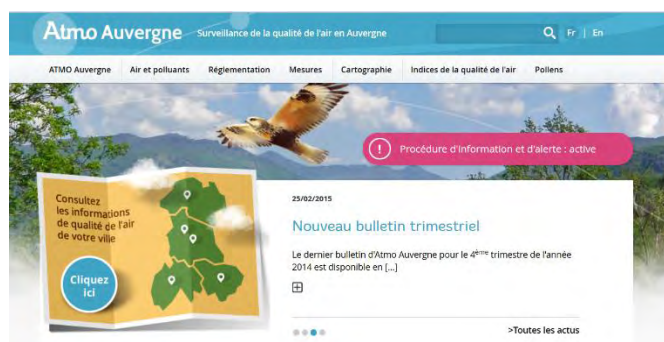 Atmo Auvergne Surveillance de la qualité de l'air en Auvergne Fr | En
ATMO Auvergne Air et polluants Réglementation Mesures Cartographie Indices de la qualité de l'air Pollens
Procédure d'information et d'alerte : active
Consultez
les informations
de qualité de l'air
de votre ville
Cliquez
ici
25/02/2015
Nouveau bulletin trimestriel
Le dernier bulletin d'Atmo Auvergne pour le 4ème trimestre de l'année
2014 est disponible en [...]
>Toutes les actus